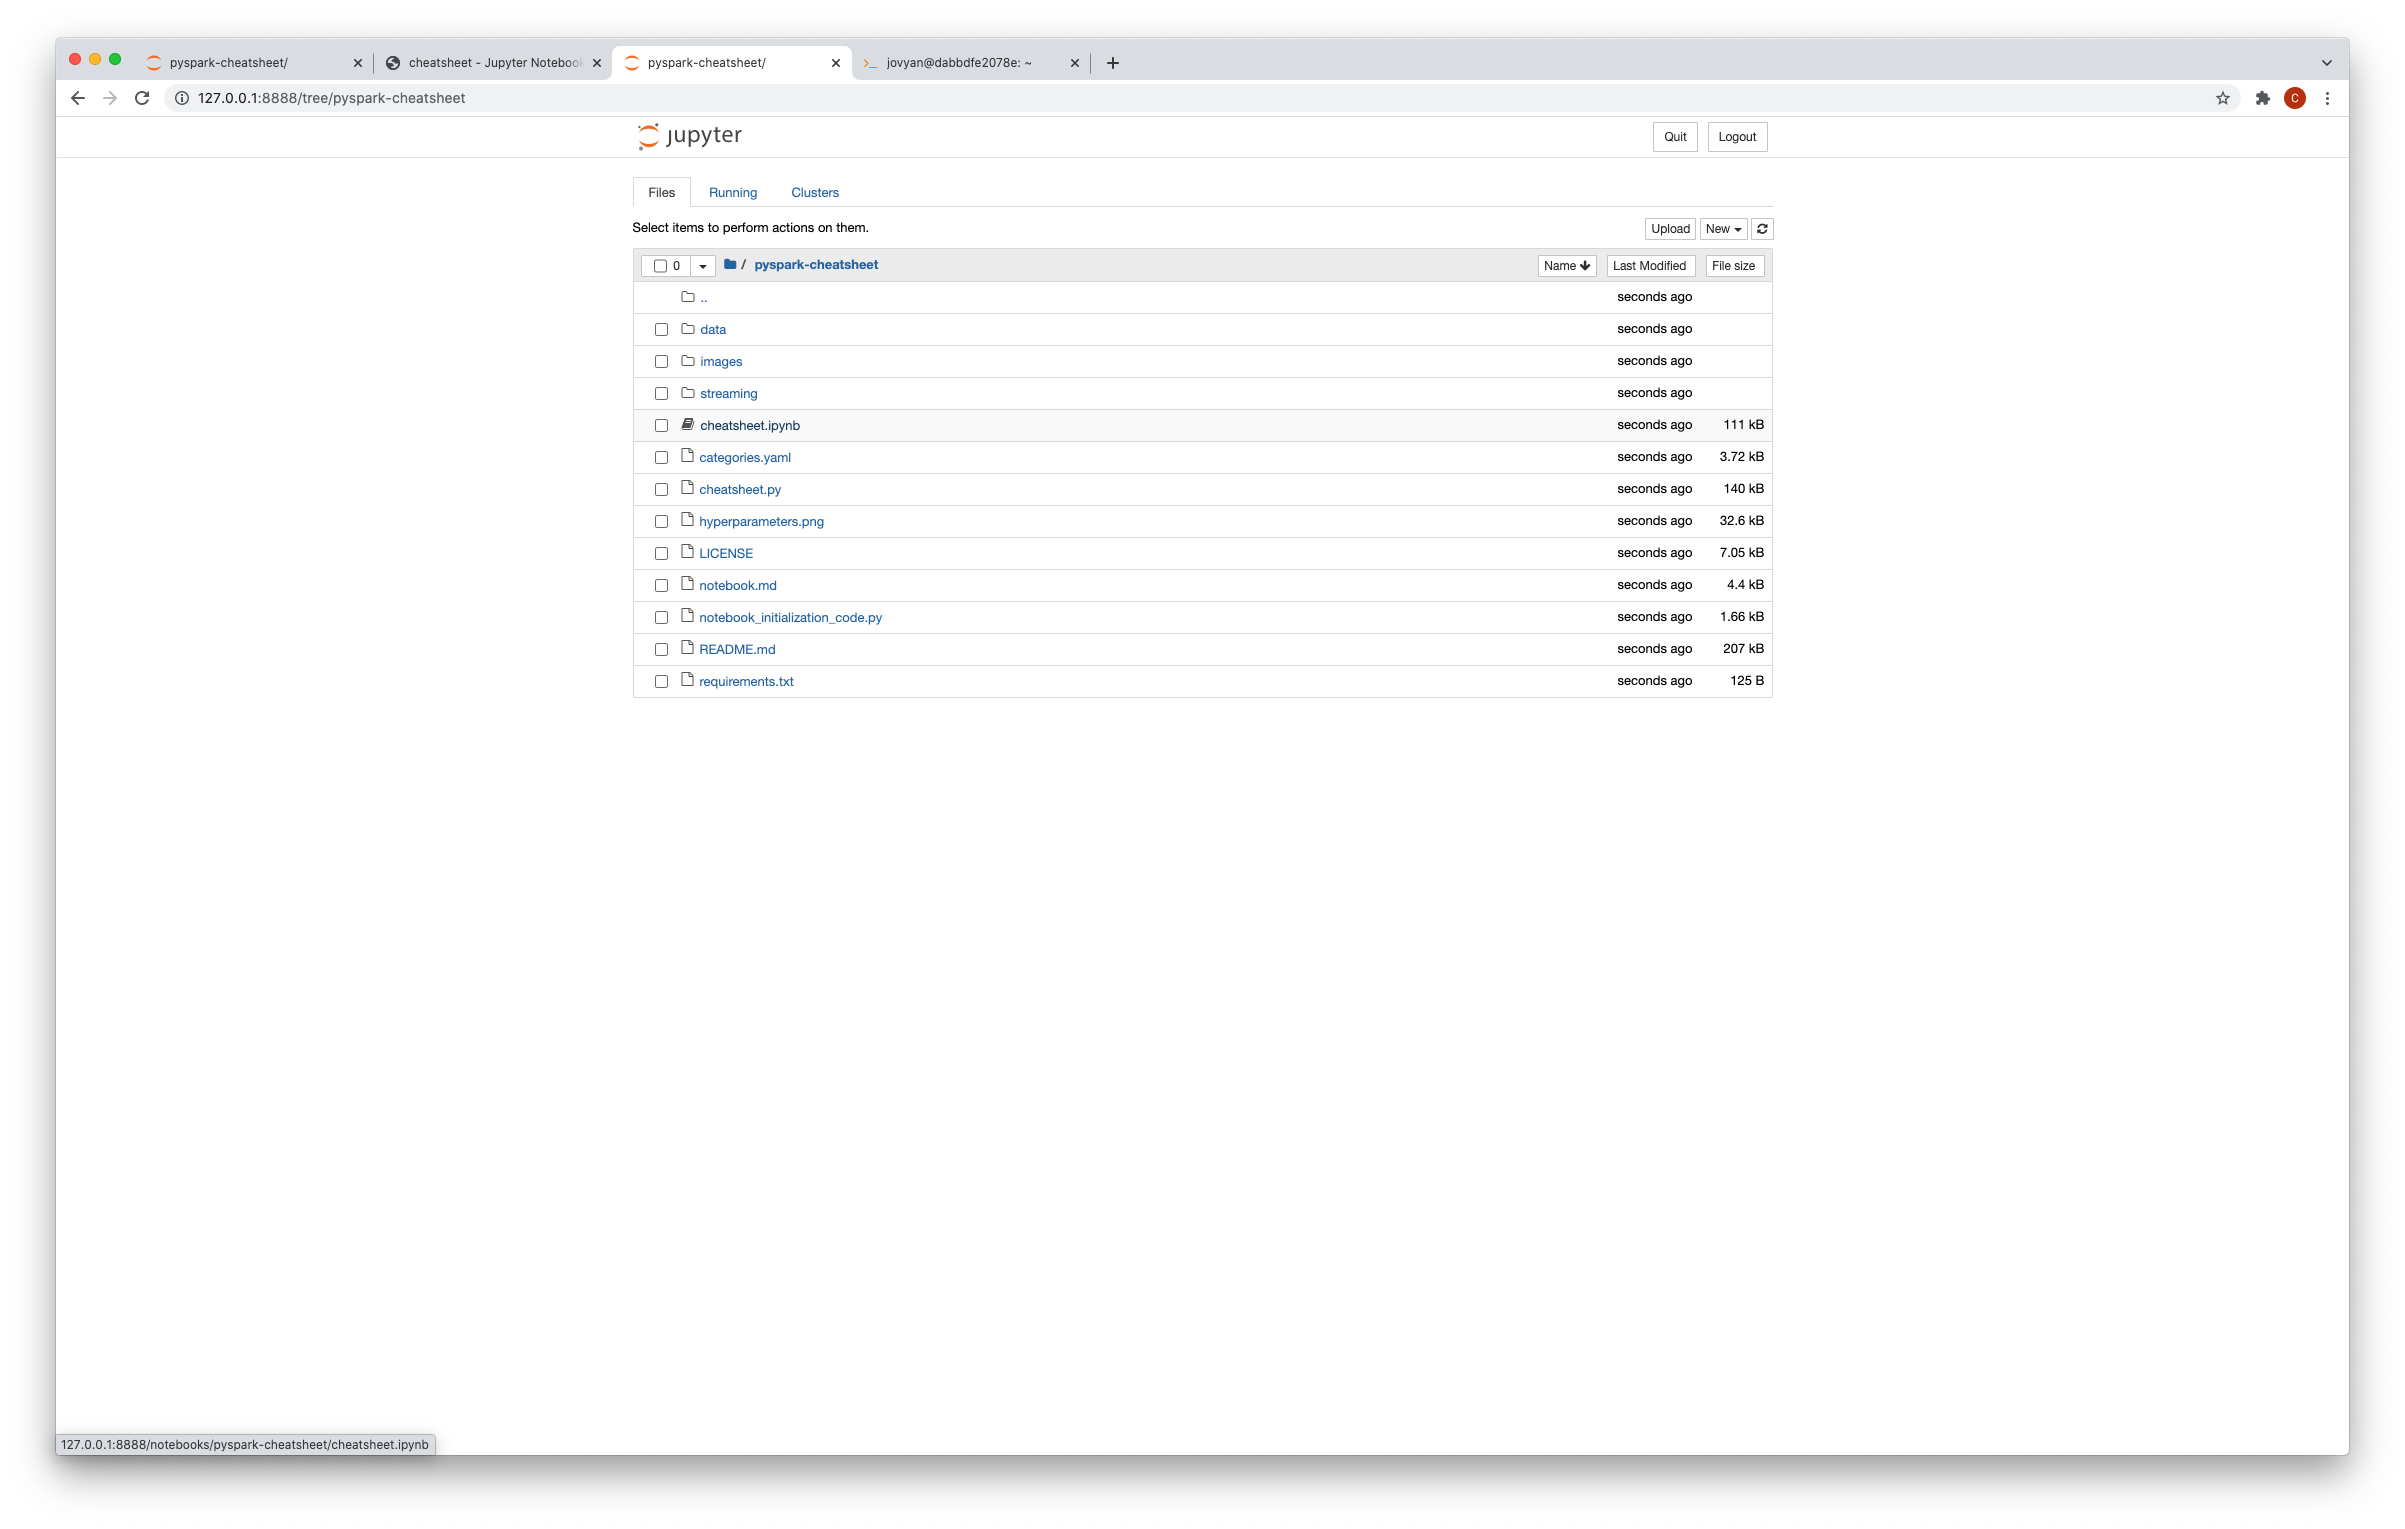 pyspark-cheatsheet/ cheatsheet - Jupyter Notebook pyspark-cheatsheet/ jovyan@dabbdfe2078e: ~
127.0.0.1:8888/tree/pyspark-cheatsheet C
jupyter Quit Logout
Files Running Clusters
Select items to perform actions on them. Upload New
0 / pyspark-cheatsheet Name Last Modified File size
.. seconds ago
data seconds ago
images seconds ago
streaming seconds ago
cheatsheet.ipynb seconds ago 111 kB
categories.yaml seconds ago 3.72 kB
cheatsheet.py seconds ago 140 kB
hyperparameters.png seconds ago 32.6 kB
LICENSE seconds ago 7.05 kB
notebook.md seconds ago 4.4 kB
notebook_initialization_code.py seconds ago 1.66 kB
README.md seconds ago 207 kB
requirements.txt seconds ago 125 B
127.0.0.1:8888/notebooks/pyspark-cheatsheet/cheatsheet.ipynb